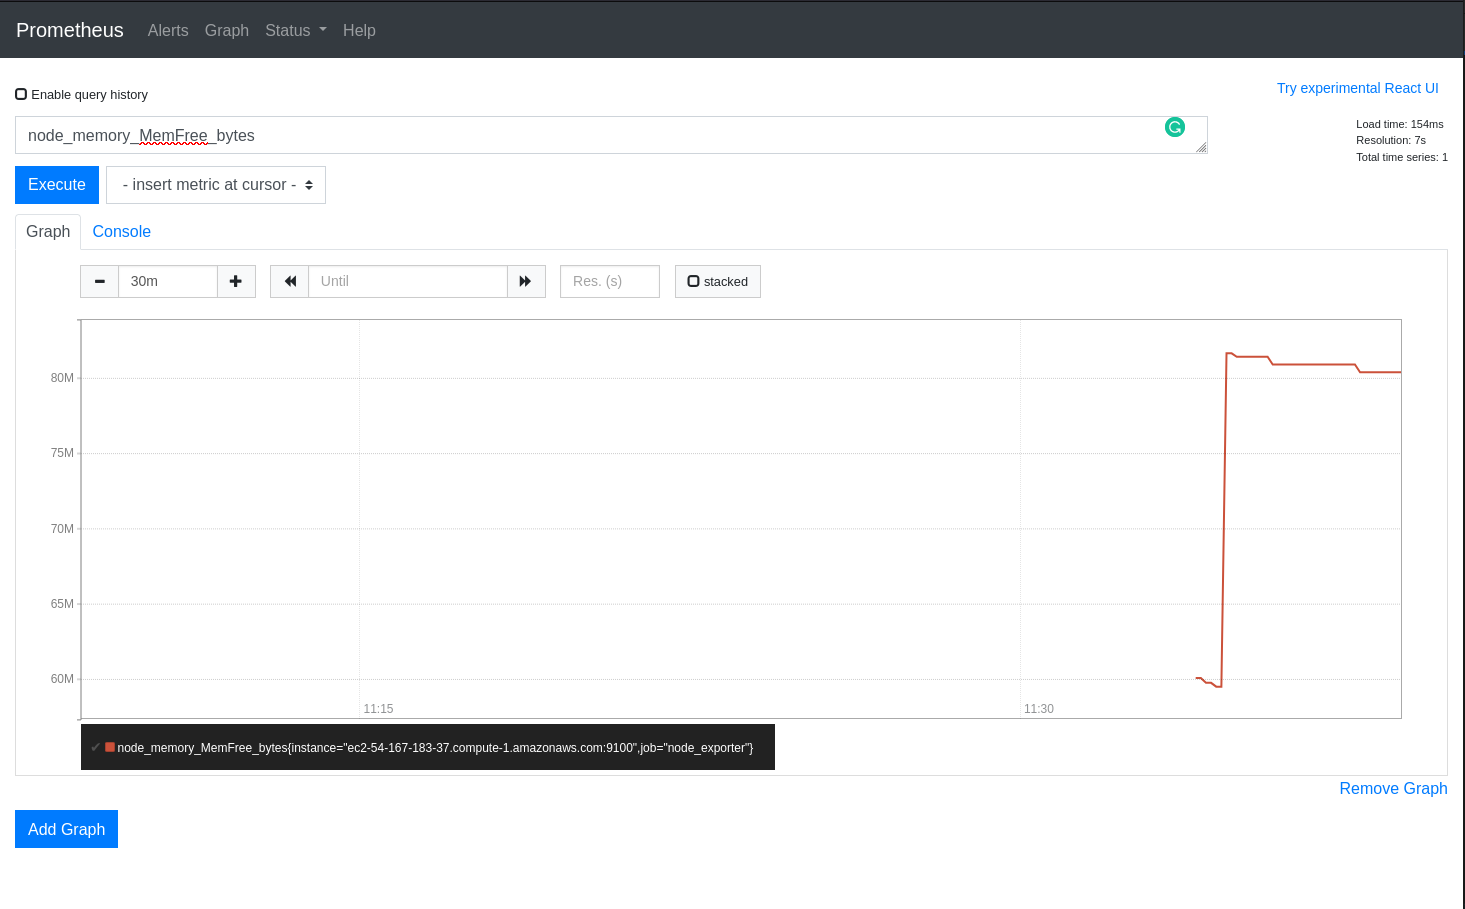 Prometheus Alerts Graph Status Help
Enable query history
Try experimental React UI
node_memory_MemFree_bytes
Load time: 154ms
Resolution: 7s
Total time series: 1
Execute - insert metric at cursor -
Graph Console
30m Until Res. (s) stacked
80M
75M
70M
65M
60M
11:15 11:30
node_memory_MemFree_bytes{instance="ec2-54-167-183-37.compute-1.amazonaws.com:9100",job="node_exporter"}
Remove Graph
Add Graph